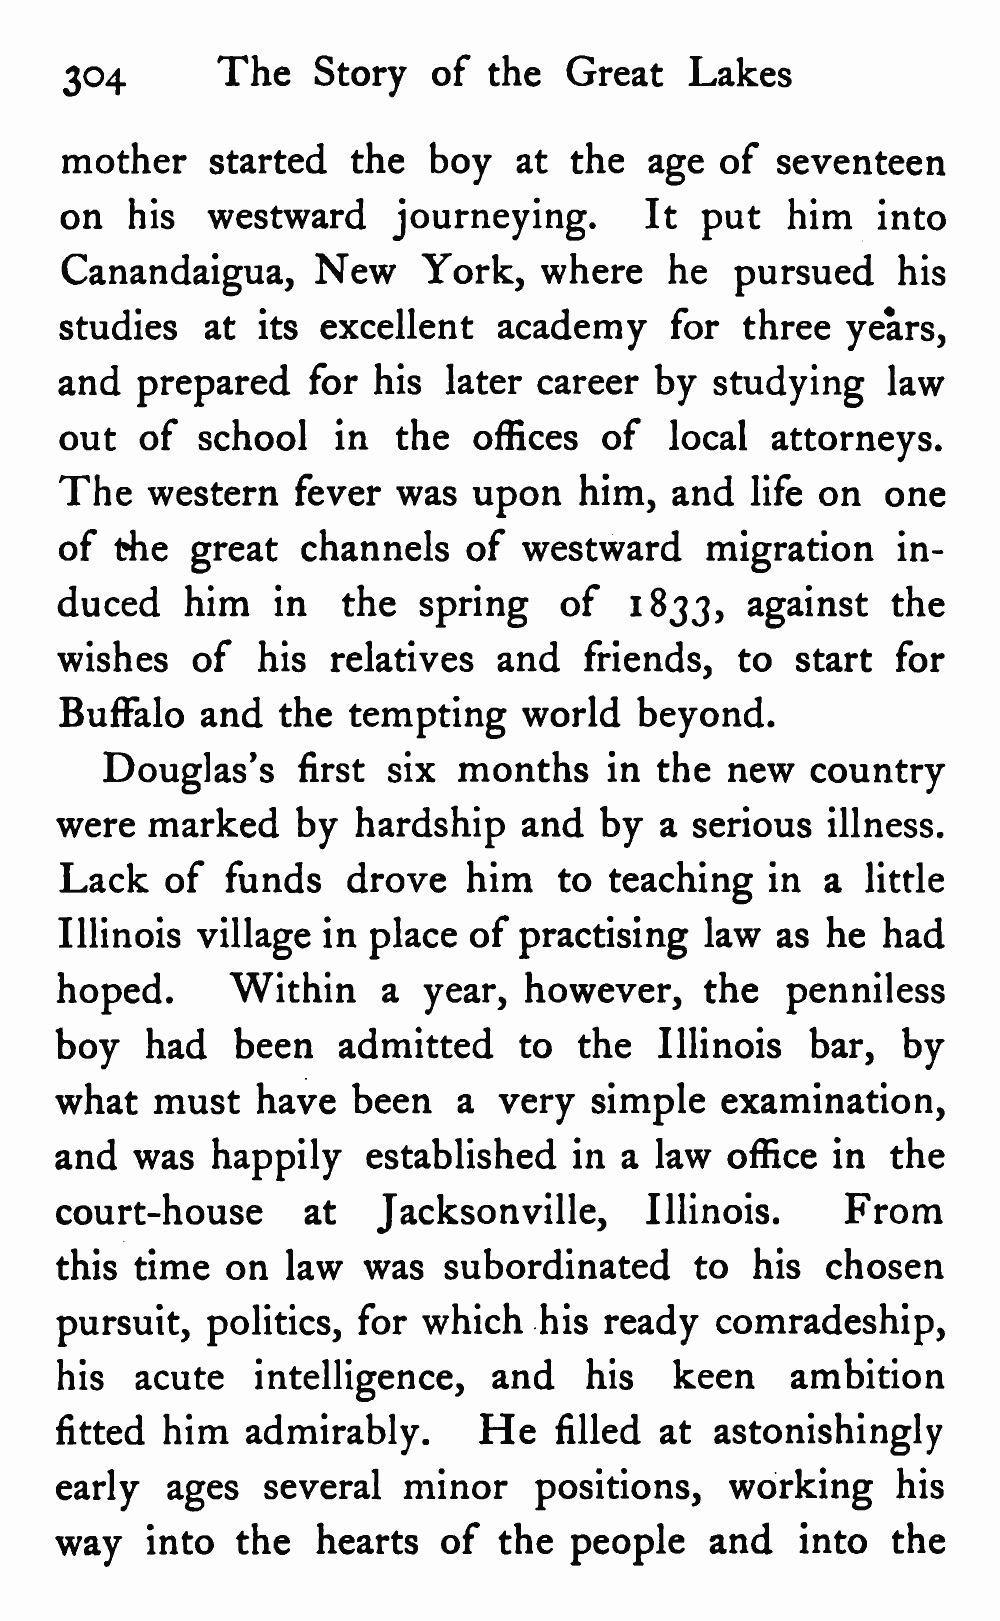 304 The Story of the Great Lakes
mother started the boy at the age of seventeen
on his westward journeying. It put him into
Canandaigua, New York, where he pursued his
studies at its excellent academy for three years,
and prepared for his later career by studying law
out of school in the offices of local attorneys.
The western fever was upon him, and life on one
of the great channels of westward migration in-
duced him in the spring of 1833, against the
wishes of his relatives and friends, to start for
Buffalo and the tempting world beyond.
Douglas's first six months in the new country
were marked by hardship and by a serious illness.
Lack of funds drove him to teaching in a little
Illinois village in place of practising law as he had
hoped. Within a year, however, the penniless
boy had been admitted to the Illinois bar, by
what must have been a very simple examination,
and was happily established in a law office in the
court-house at Jacksonville, Illinois. From
this time on law was subordinated to his chosen
pursuit, politics, for which his ready comradeship,
his acute intelligence, and his keen ambition
fitted him admirably. He filled at astonishingly
early ages several minor positions, working his
way into the hearts of the people and into the